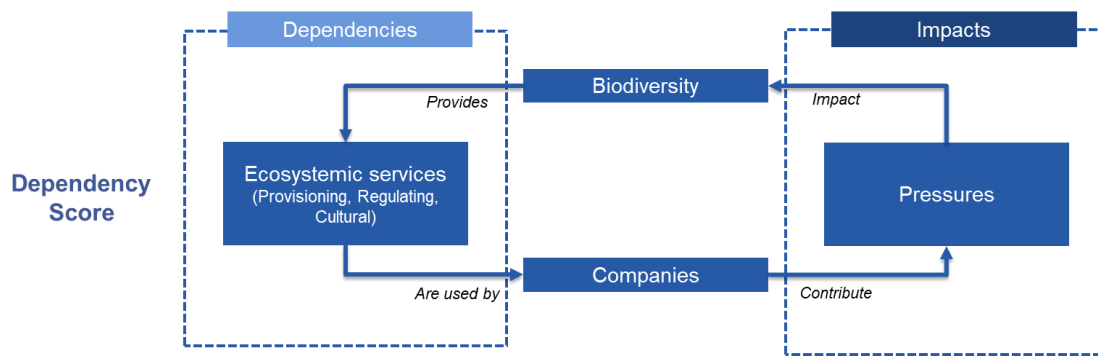 Dependencies
Impacts
Biodiversity
Provides
Impact
Ecosystemic services
(Provisioning, Regulating,
Cultural)
Pressures
Dependency
Score
Companies
Are used by
Contribute